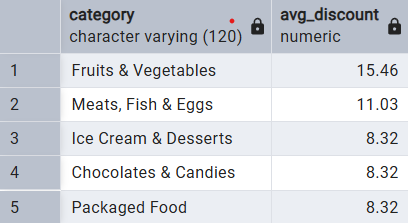 category avg_discount
character varying (120) numeric
1 Fruits & Vegetables 15.46
2 Meats, Fish & Eggs 11.03
3 Ice Cream & Desserts 8.32
4 Chocolates & Candies 8.32
5 Packaged Food 8.32